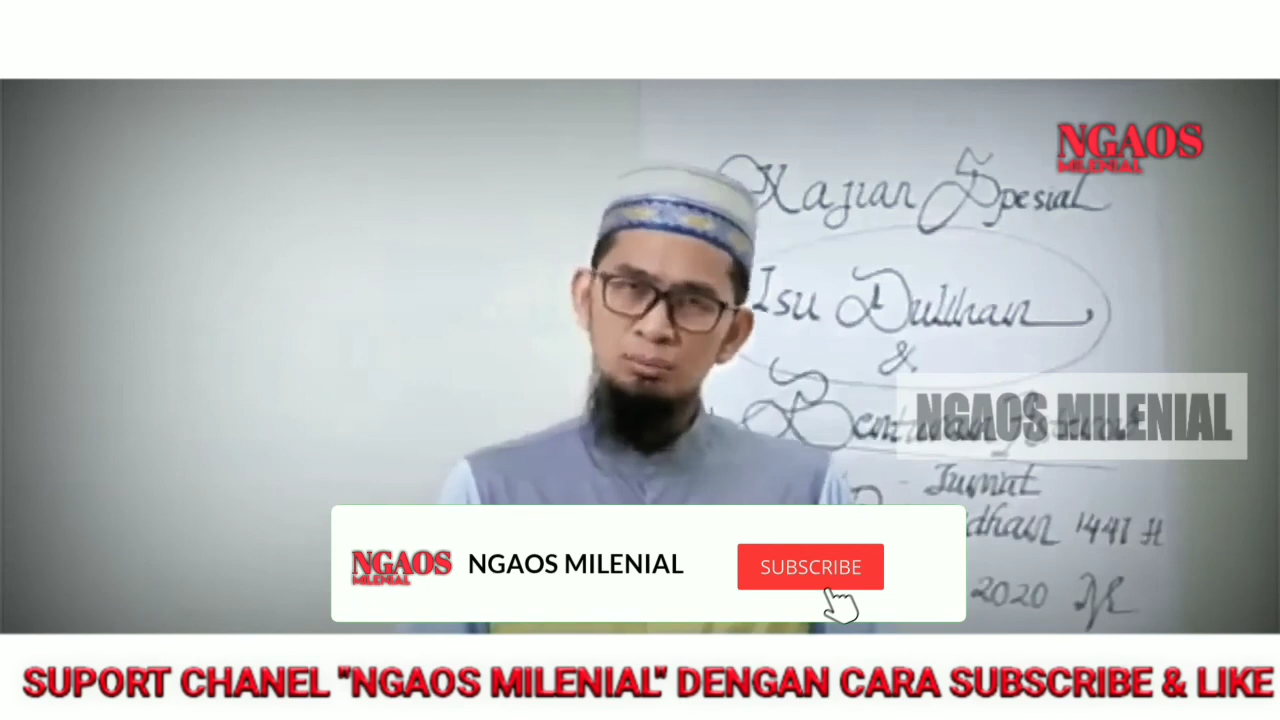 NGAOS
MILENIAL
Kajian Spesial
Isu Dukhan
&
Benturan
NGAOS MILENIAL
Jumat
1441 H
2020
NGAOS
MILENIAL
NGAOS MILENIAL
SUBSCRIBE
SUPORT CHANEL "NGAOS MILENIAL" DENGAN CARA SUBSCRIBE & LIKE